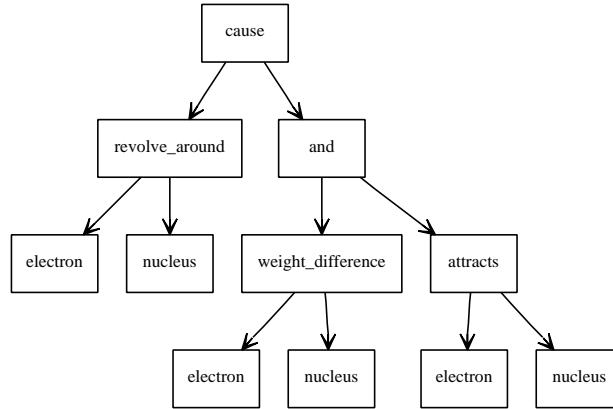 cause
revolve_around
and
electron
nucleus
weight_difference
attracts
electron
nucleus
electron
nucleus